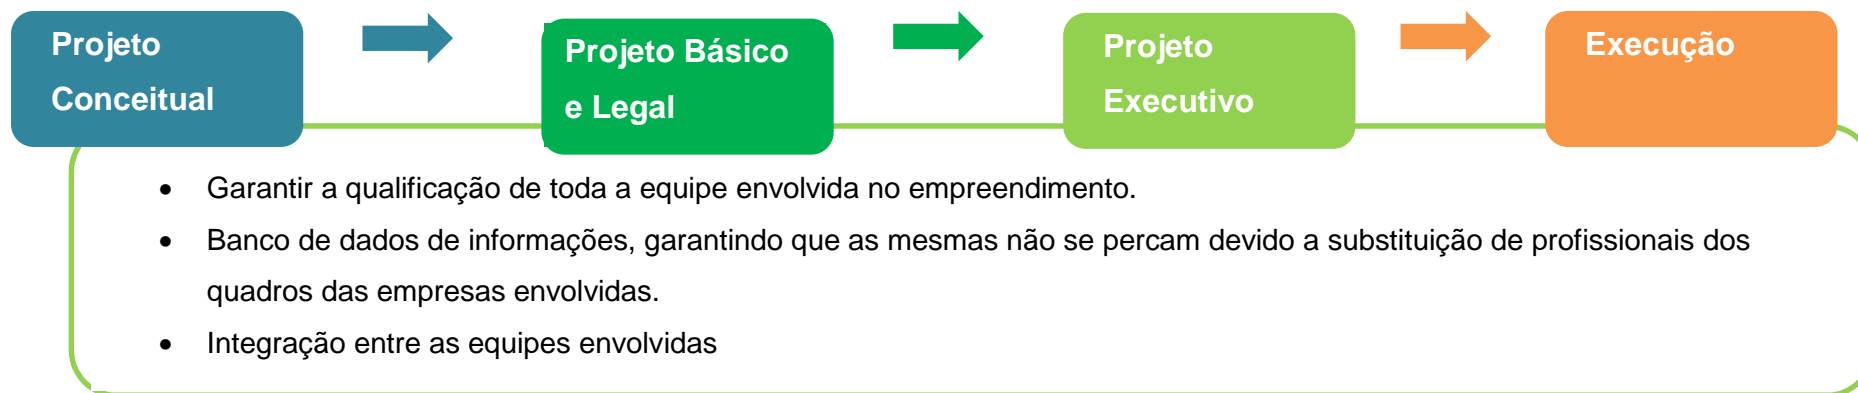 Projeto
Conceitual
Projeto Básico
e Legal
Projeto
Executivo
Execução
• Garantir a qualificação de toda a equipe envolvida no empreendimento.
• Banco de dados de informações, garantindo que as mesmas não se percam devido a substituição de profissionais dos
quadros das empresas envolvidas.
• Integração entre as equipes envolvidas